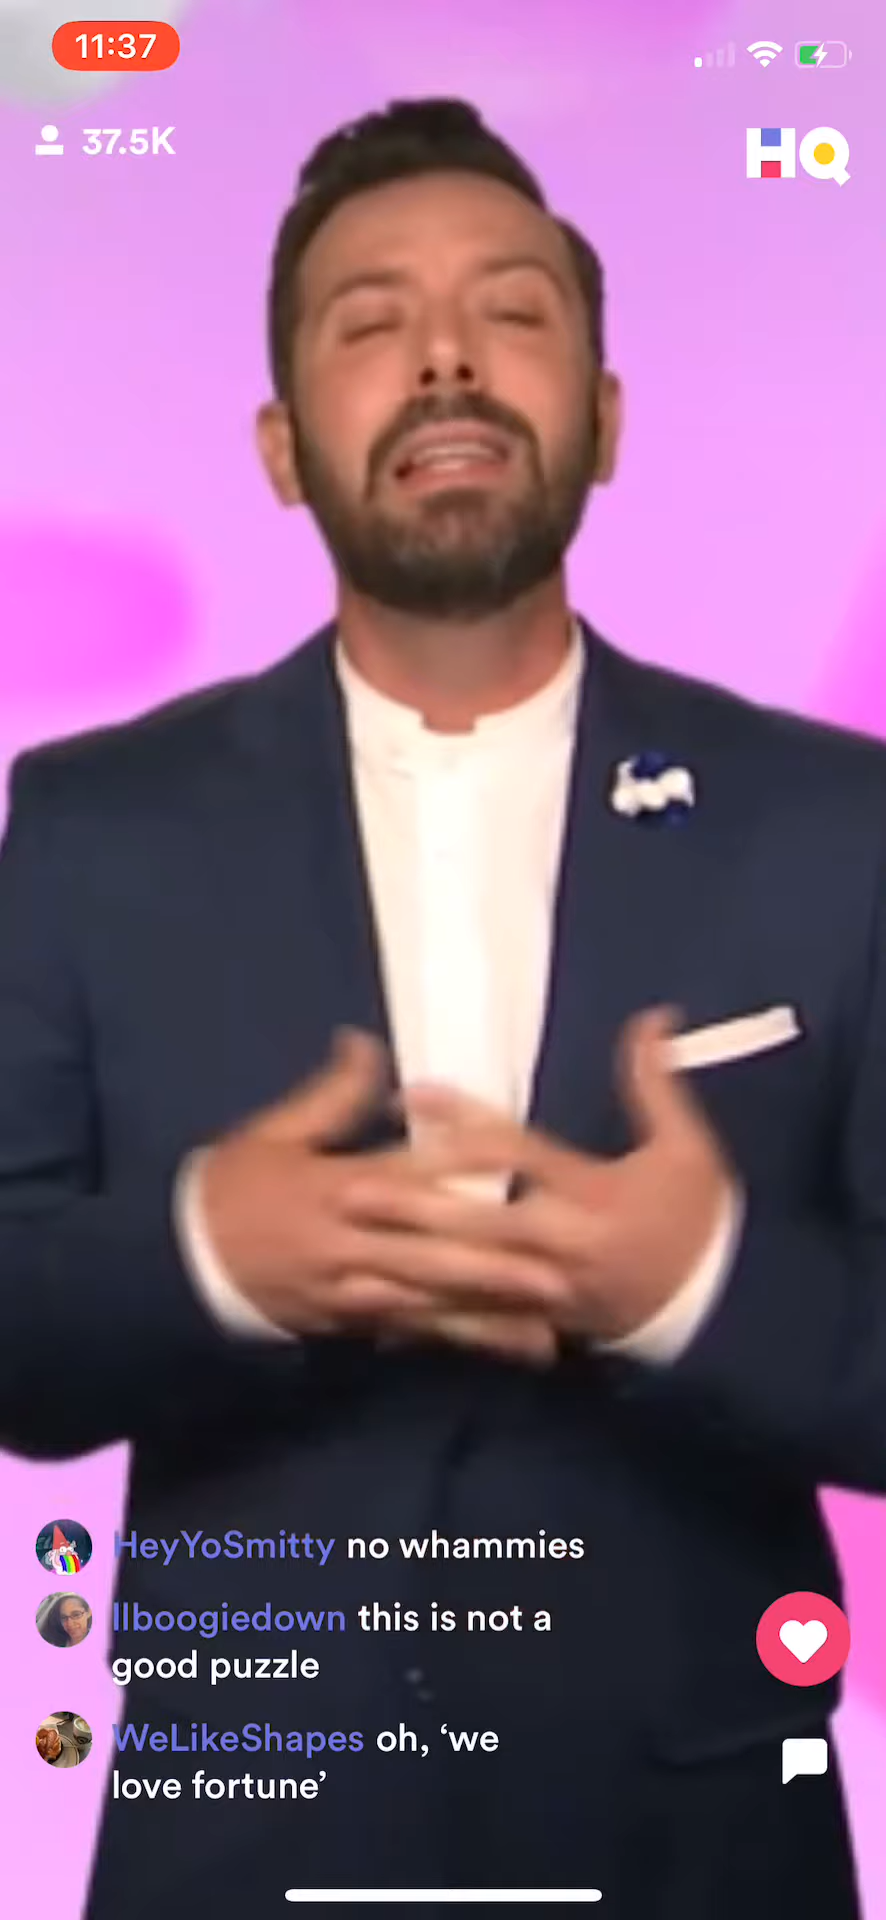 11:37
37.5K
HQ
HeyYoSmitty no whammies
llboogiedown this is not a
good puzzle
WeLikeShapes oh, ‘we
love fortune’